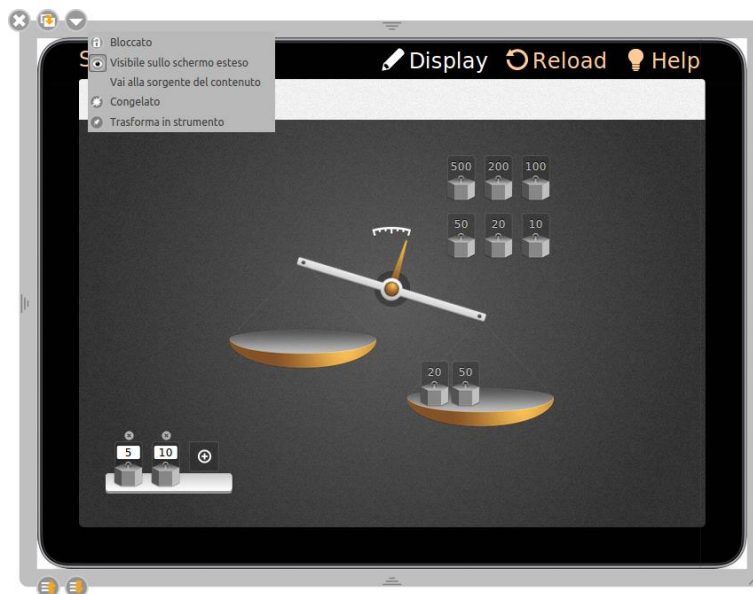 Bloccato
Visibile sullo schermo esteso
Vai alla sorgente del contenuto
Congelato
Trasforma in strumento
S
Display
Reload
Help
500 200 100
50 20 10
20 50
5 10